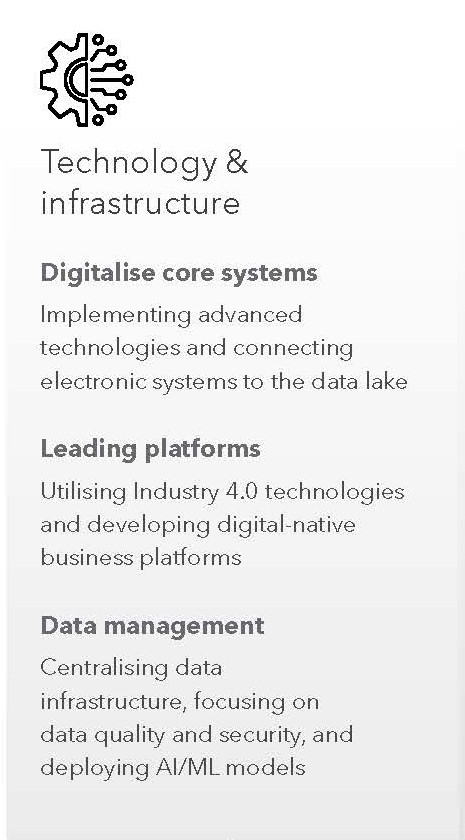 Technology &
infrastructure
Digitalise core systems
Implementing advanced
technologies and connecting
electronic systems to the data lake
Leading platforms
Utilising Industry 4.0 technologies
and developing digital-native
business platforms
Data management
Centralising data
infrastructure, focusing on
data quality and security, and
deploying AI/ML models